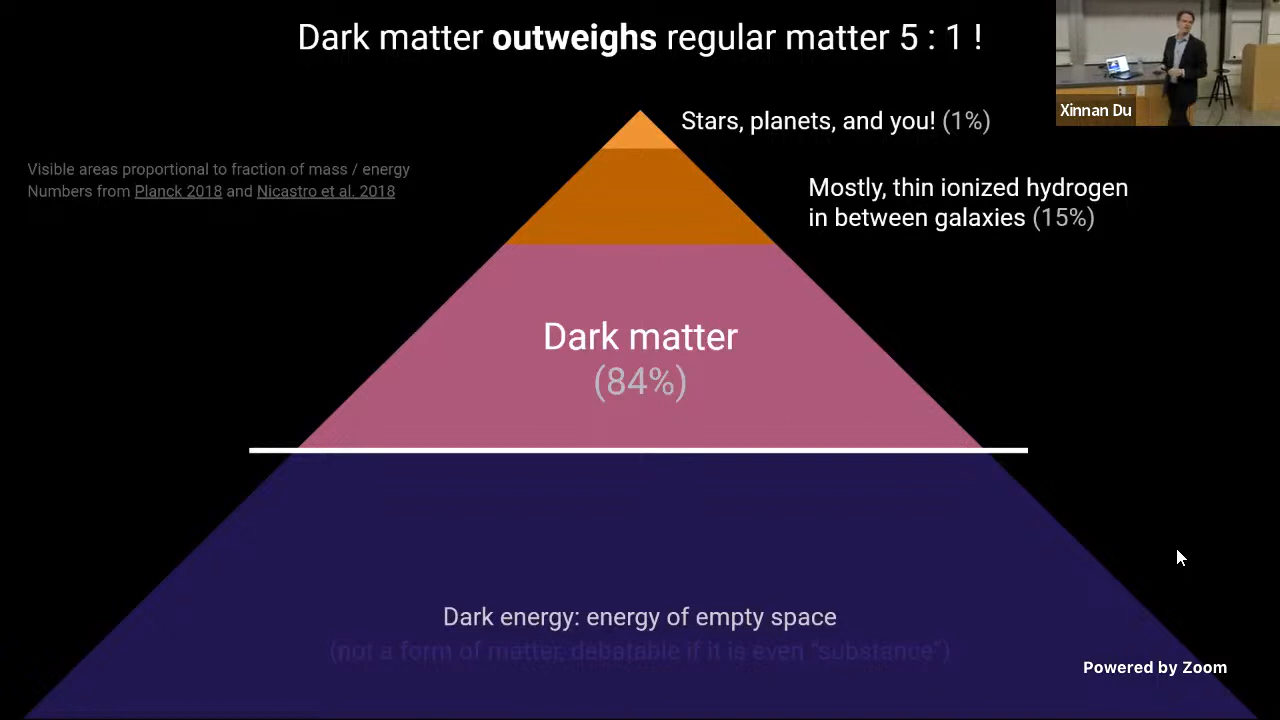 Dark matter outweighs regular matter 5 : 1 !
Xinnan Du
Stars, planets, and you! (1%)
Visible areas proportional to fraction of mass / energy
Numbers from Planck 2018 and Nicastro et al. 2018
Mostly, thin ionized hydrogen
in between galaxies (15%)
Dark matter
(84%)
Dark energy: energy of empty space
(not a form of matter, debatable if it is even "substance")
Powered by Zoom